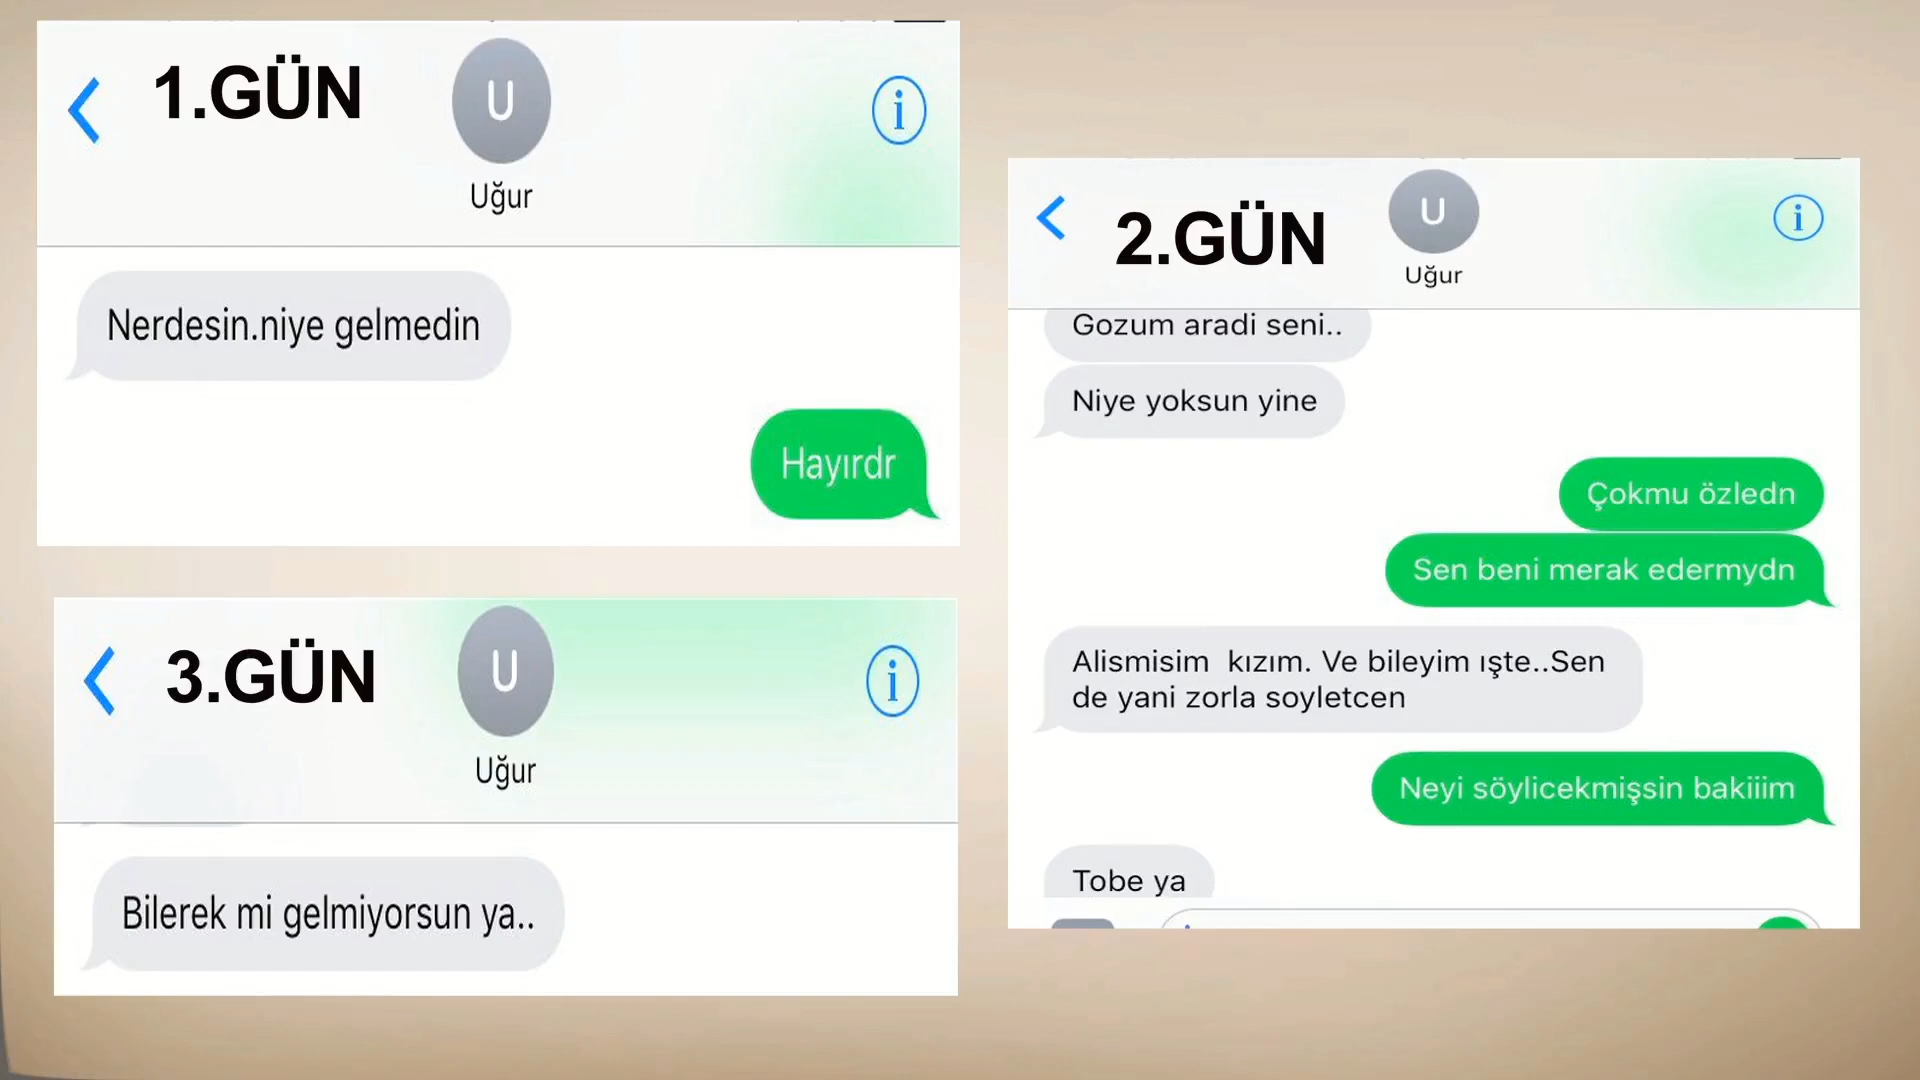 1.GÜN
U
Uğur
Nerdesin.niye gelmedin
Hayırdr
2.GÜN
U
Uğur
Gozum aradi seni..
Niye yoksun yine
Çokmu özledn
Sen beni merak edermydn
Alismisim  kızım. Ve bileyim ışte..Sen
de yani zorla soyletcen
Neyi söylicekmişsin bakiiim
Tobe ya
3.GÜN
U
Uğur
Bilerek mi gelmiyorsun ya..